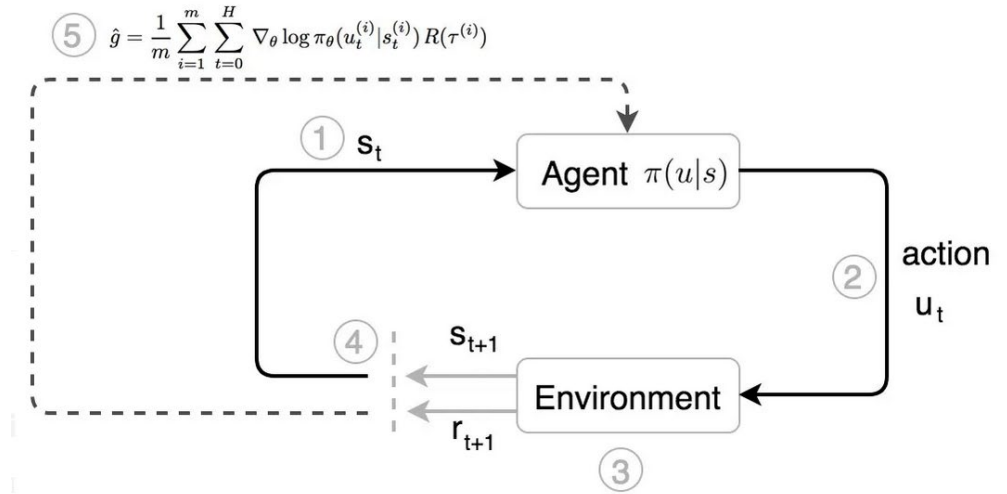 ⑤ ĝ = 1/m ∑_{i=1}^{m} ∑_{t=0}^{H} ∇_θ log π_θ(u_t^{(i)}|s_t^{(i)}) R(τ^{(i)})
① s_t
Agent π(u|s)
② action
u_t
④ s_{t+1}
Environment
r_{t+1}
③